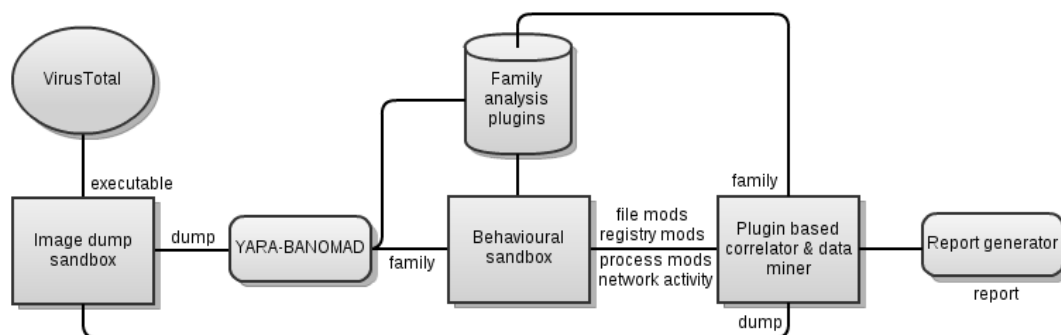 VirusTotal
executable
Image dump
sandbox
dump
YARA-BANOMAD
family
Family
analysis
plugins
Behavioural
sandbox
file mods
registry mods
process mods
network activity
family
Plugin based
correlator & data
miner
dump
Report generator
report